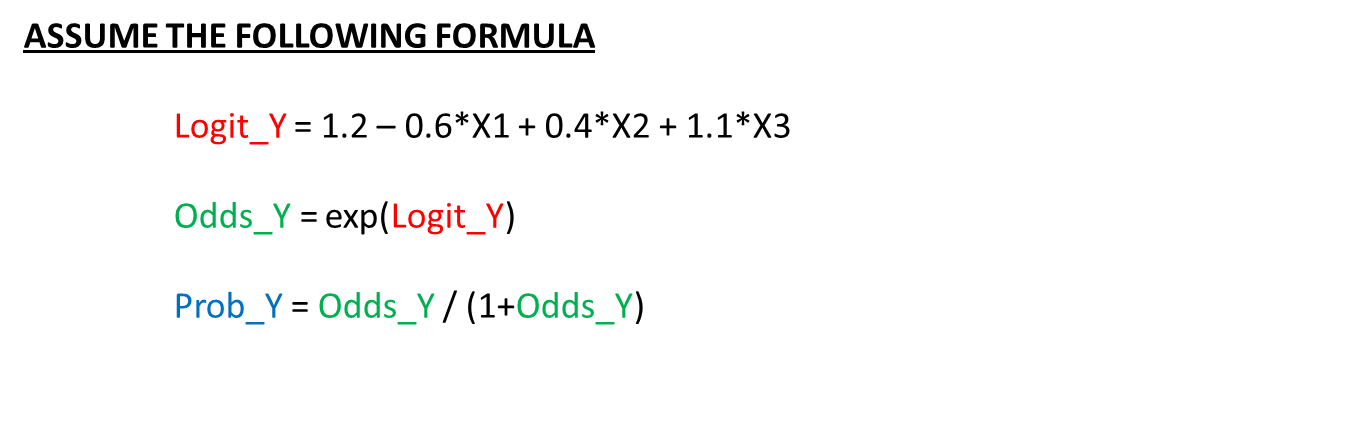 ASSUME THE FOLLOWING FORMULA
Logit_Y = 1.2 – 0.6*X1 + 0.4*X2 + 1.1*X3
Odds_Y = exp(Logit_Y)
Prob_Y = Odds_Y / (1+Odds_Y)